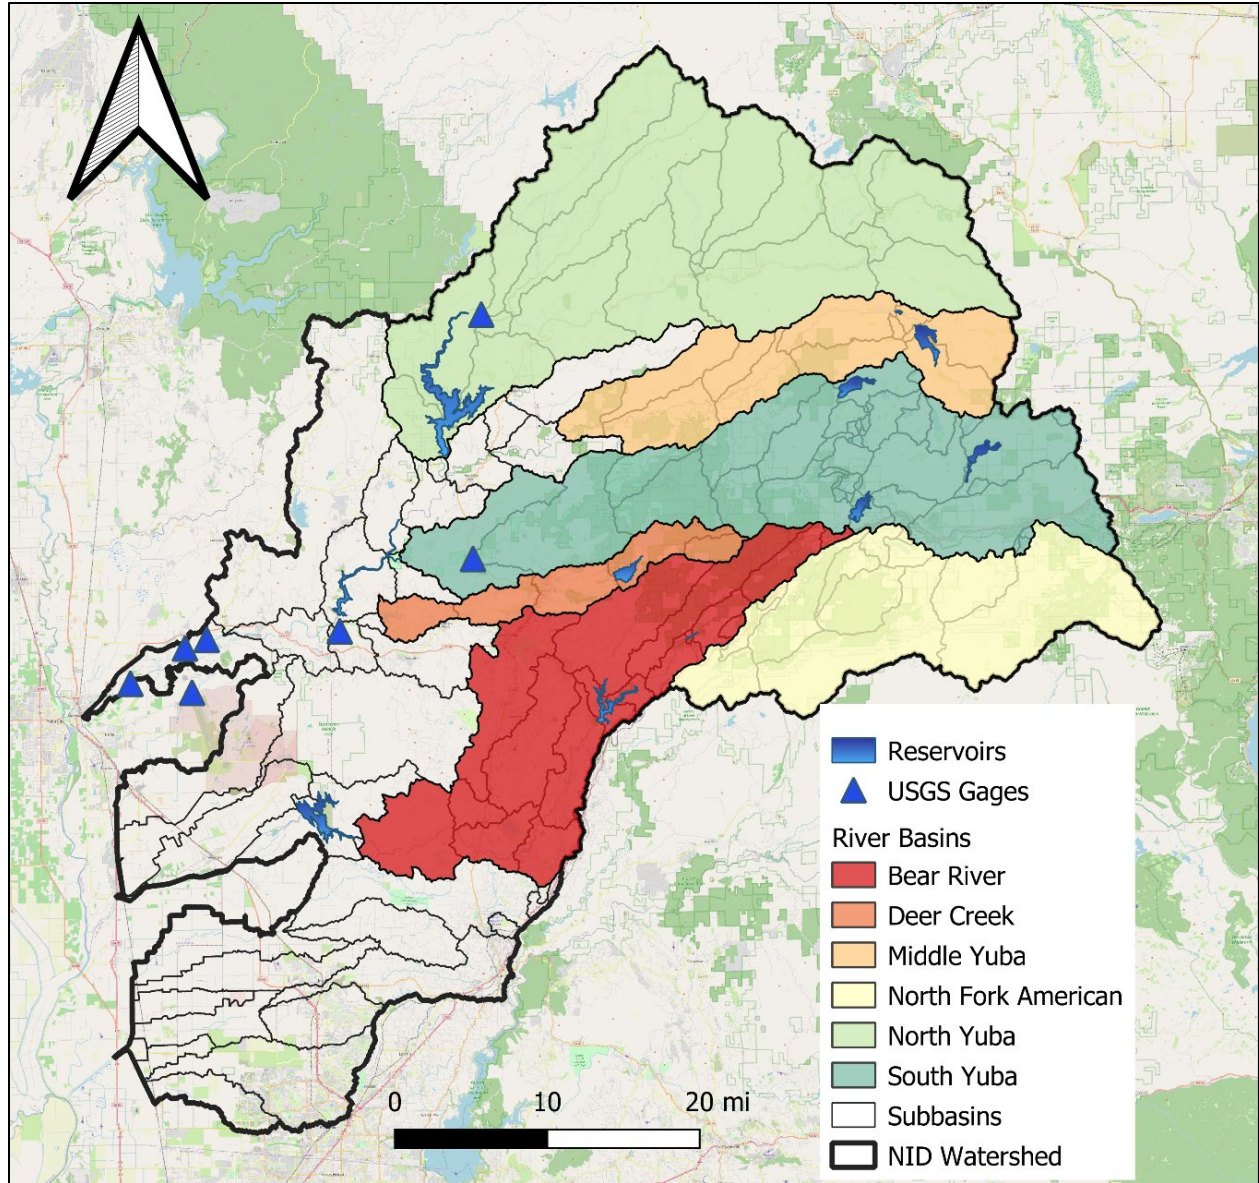 Reservoirs
USGS Gages
River Basins
Bear River
Deer Creek
Middle Yuba
North Fork American
North Yuba
South Yuba
Subbasins
NID Watershed
0 10 20 mi